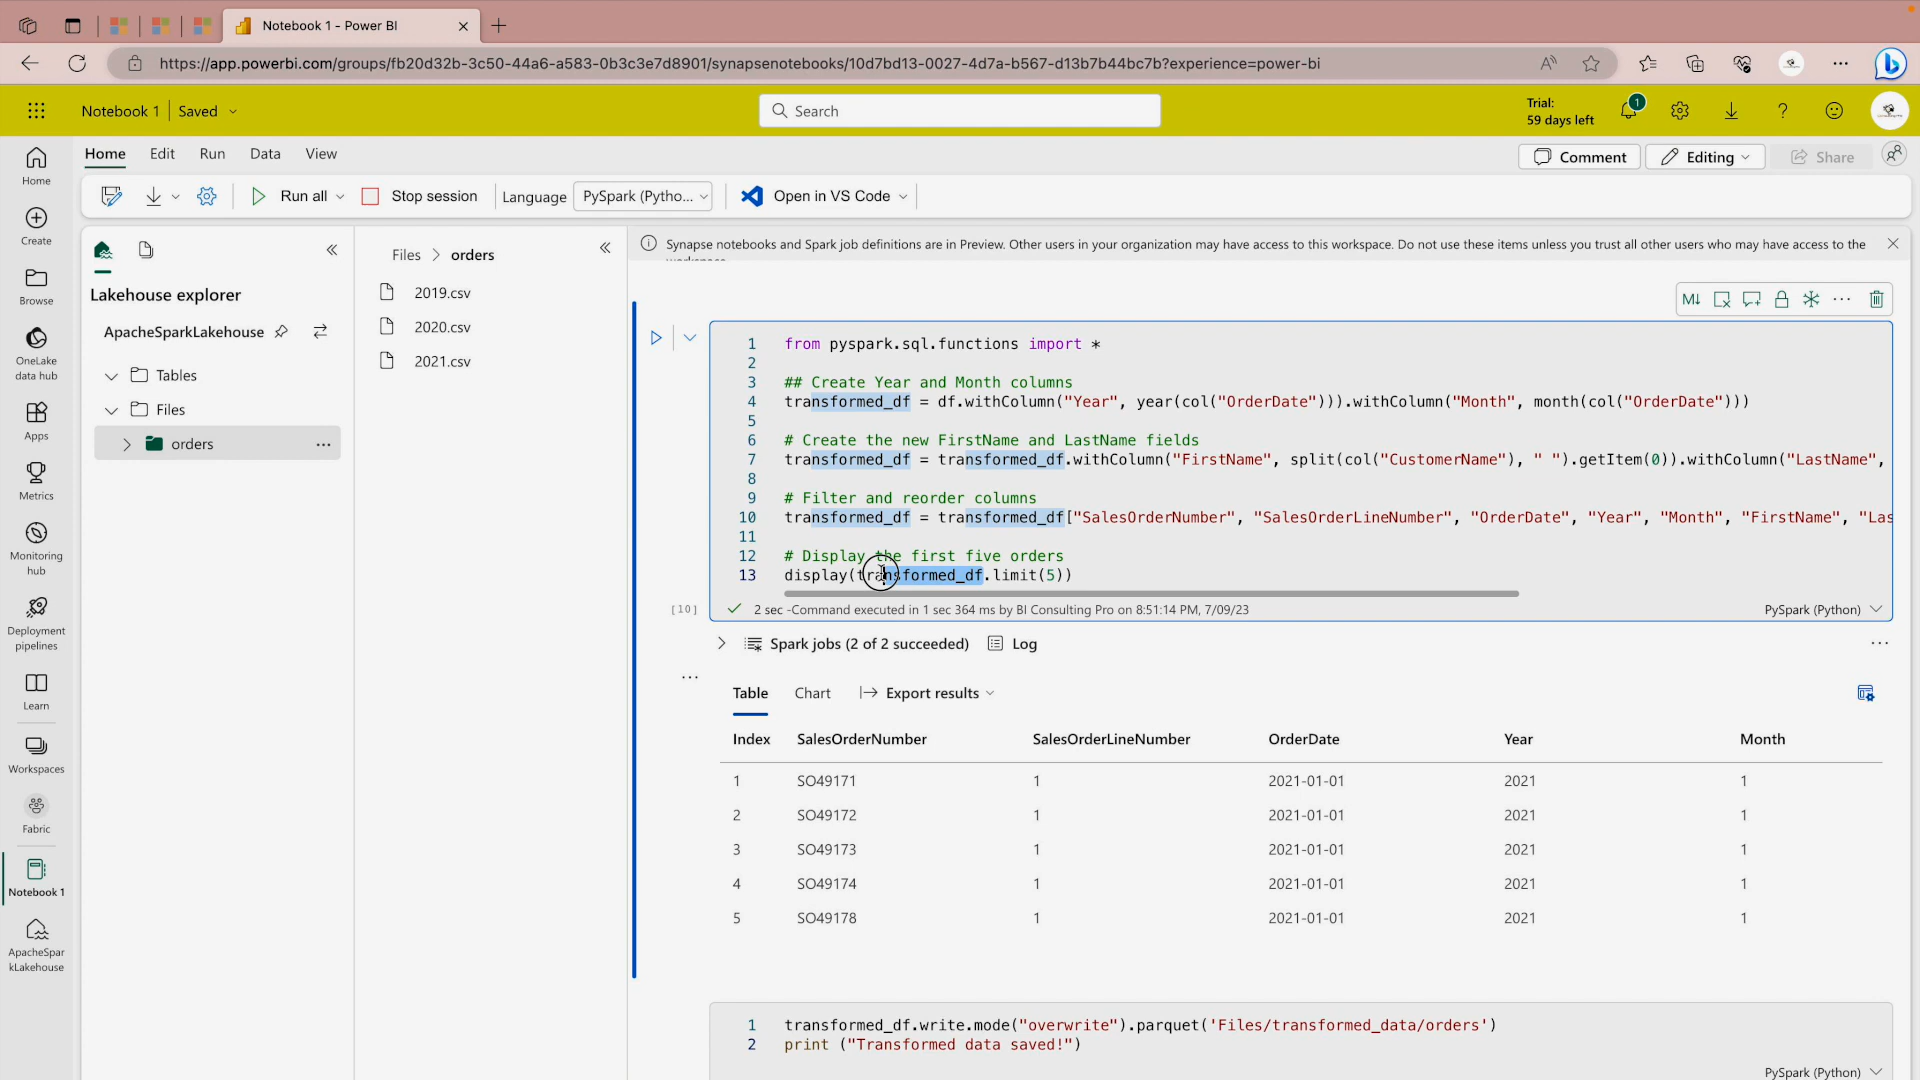 Notebook 1 - Power BI
https://app.powerbi.com/groups/fb20d32b-3c50-44a6-a583-0b3c3e7d8901/synapsenotebooks/10d7bd13-0027-4d7a-b567-d13b7b44bc7b?experience=power-bi
Notebook 1 | Saved
Search
Trial:
59 days left
1
Home Edit Run Data View
Comment Editing Share
Run all Stop session Language PySpark (Pytho... Open in VS Code
Home
Create
Browse
OneLake
data hub
Apps
Metrics
Monitoring
hub
Deployment
pipelines
Learn
Workspaces
Fabric
Notebook 1
ApacheSpar
kLakehouse
Lakehouse explorer
ApacheSparkLakehouse
Tables
Files
orders
Files > orders
2019.csv
2020.csv
2021.csv
Synapse notebooks and Spark job definitions are in Preview. Other users in your organization may have access to this workspace. Do not use these items unless you trust all other users who may have access to the
M↓
1 from pyspark.sql.functions import *
2
3 ## Create Year and Month columns
4 transformed_df = df.withColumn("Year", year(col("OrderDate"))).withColumn("Month", month(col("OrderDate")))
5
6 # Create the new FirstName and LastName fields
7 transformed_df = transformed_df.withColumn("FirstName", split(col("CustomerName"), " ").getItem(0)).withColumn("LastName",
8
9 # Filter and reorder columns
10 transformed_df = transformed_df["SalesOrderNumber", "SalesOrderLineNumber", "OrderDate", "Year", "Month", "FirstName", "Las
11
12 # Display the first five orders
13 display(transformed_df.limit(5))
[10] 2 sec -Command executed in 1 sec 364 ms by BI Consulting Pro on 8:51:14 PM, 7/09/23 PySpark (Python)
Spark jobs (2 of 2 succeeded) Log
Table Chart Export results
Index SalesOrderNumber SalesOrderLineNumber OrderDate Year Month
1 SO49171 1 2021-01-01 2021 1
2 SO49172 1 2021-01-01 2021 1
3 SO49173 1 2021-01-01 2021 1
4 SO49174 1 2021-01-01 2021 1
5 SO49178 1 2021-01-01 2021 1
1 transformed_df.write.mode("overwrite").parquet('Files/transformed_data/orders')
2 print ("Transformed data saved!")
PySpark (Python)